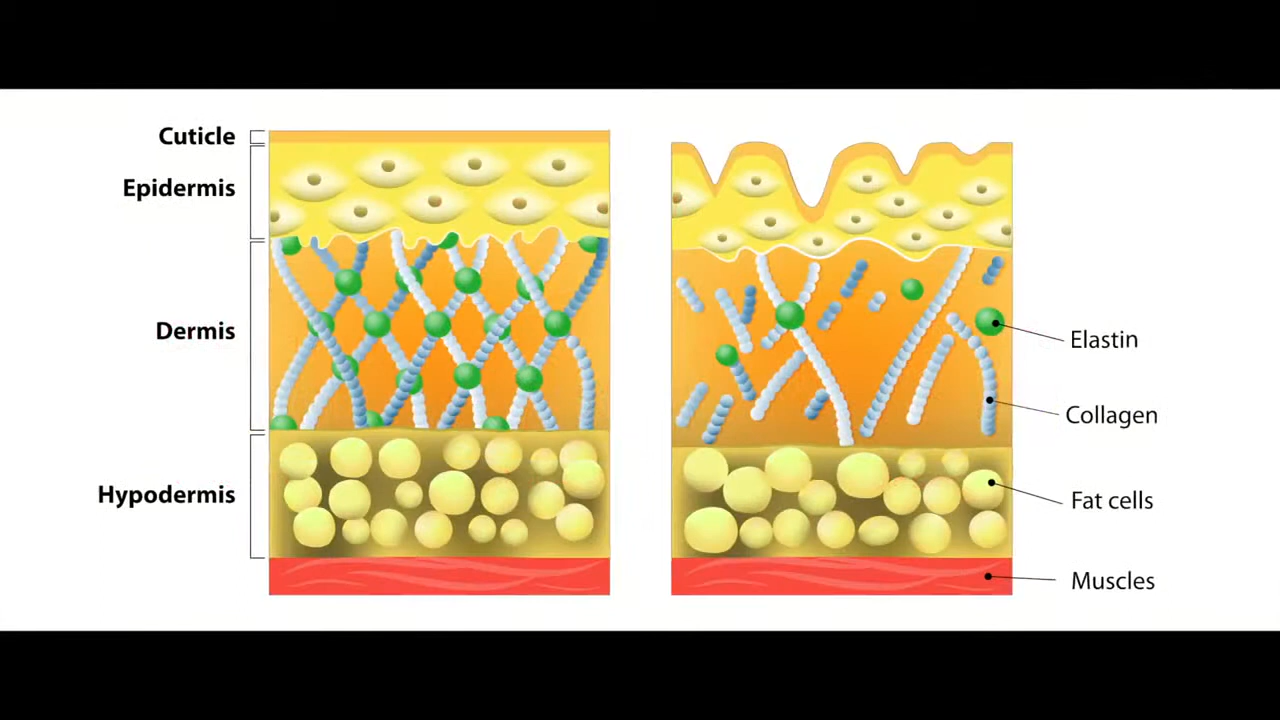 Cuticle
Epidermis
Dermis
Hypodermis
Elastin
Collagen
Fat cells
Muscles